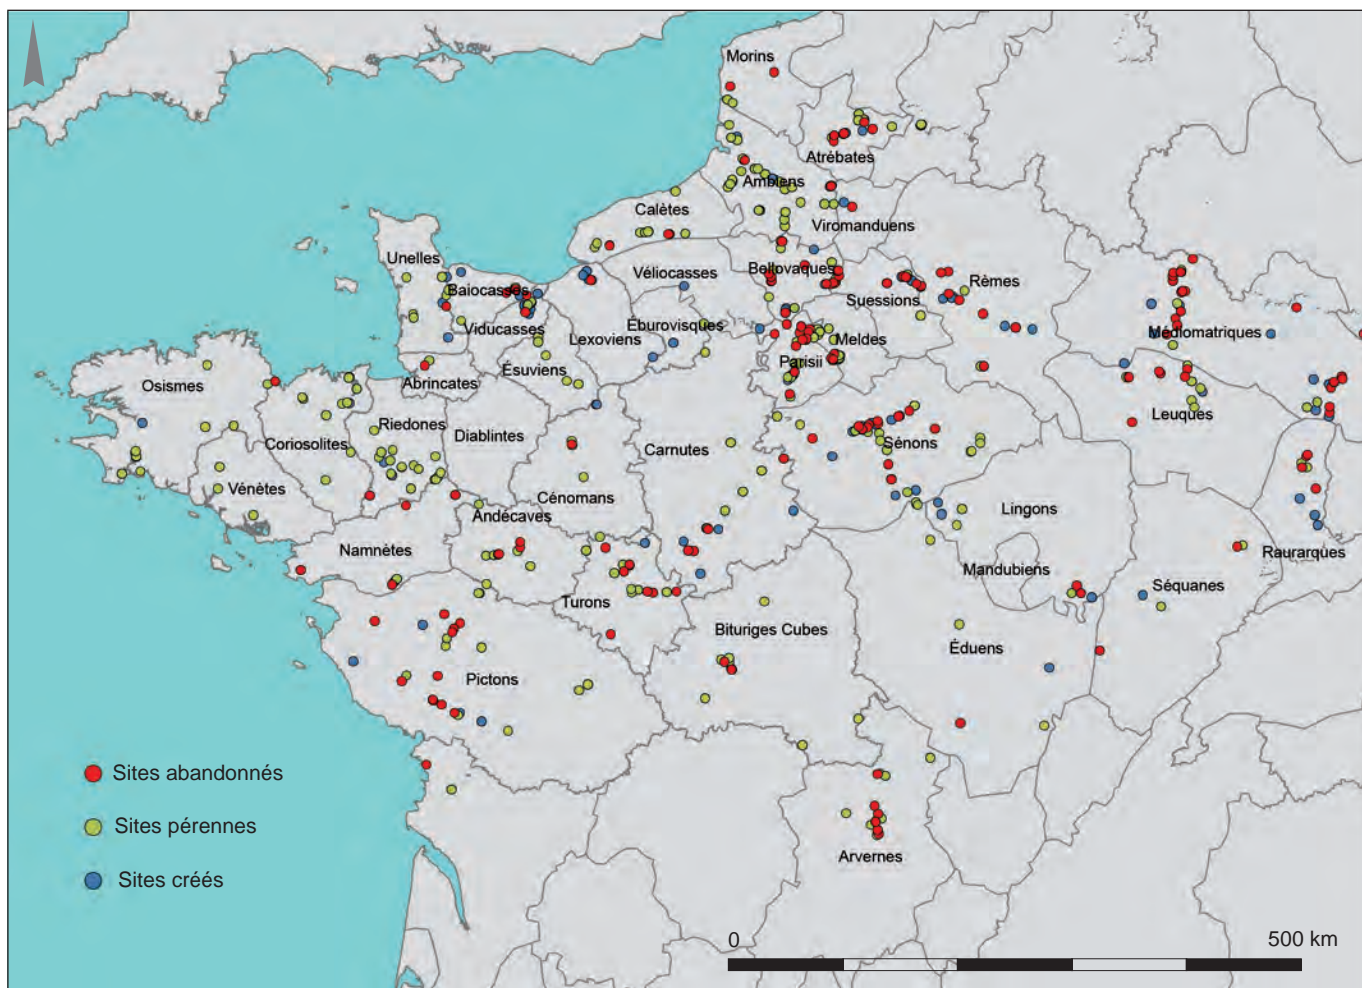 Morins
Atrébates
Ambiens
Calètes
Viromanduens
Unelles
Véliocasses
Bellovaques
Rèmes
Baiocasses
Suessions
Viducasses
Éburovisques
Lexoviens
Meldes
Médiomatriques
Osismes
Abrincates
Ésuviens
Parisii
Leuques
Riedones
Diablintes
Coriosolites
Carnutes
Sénons
Vénètes
Cénomans
Andécaves
Lingons
Namnètes
Raurarques
Mandubiens
Séquanes
Turons
Bituriges Cubes
Éduens
Pictons
Sites abandonnés
Sites pérennes
Sites créés
Arvernes
0
500 km